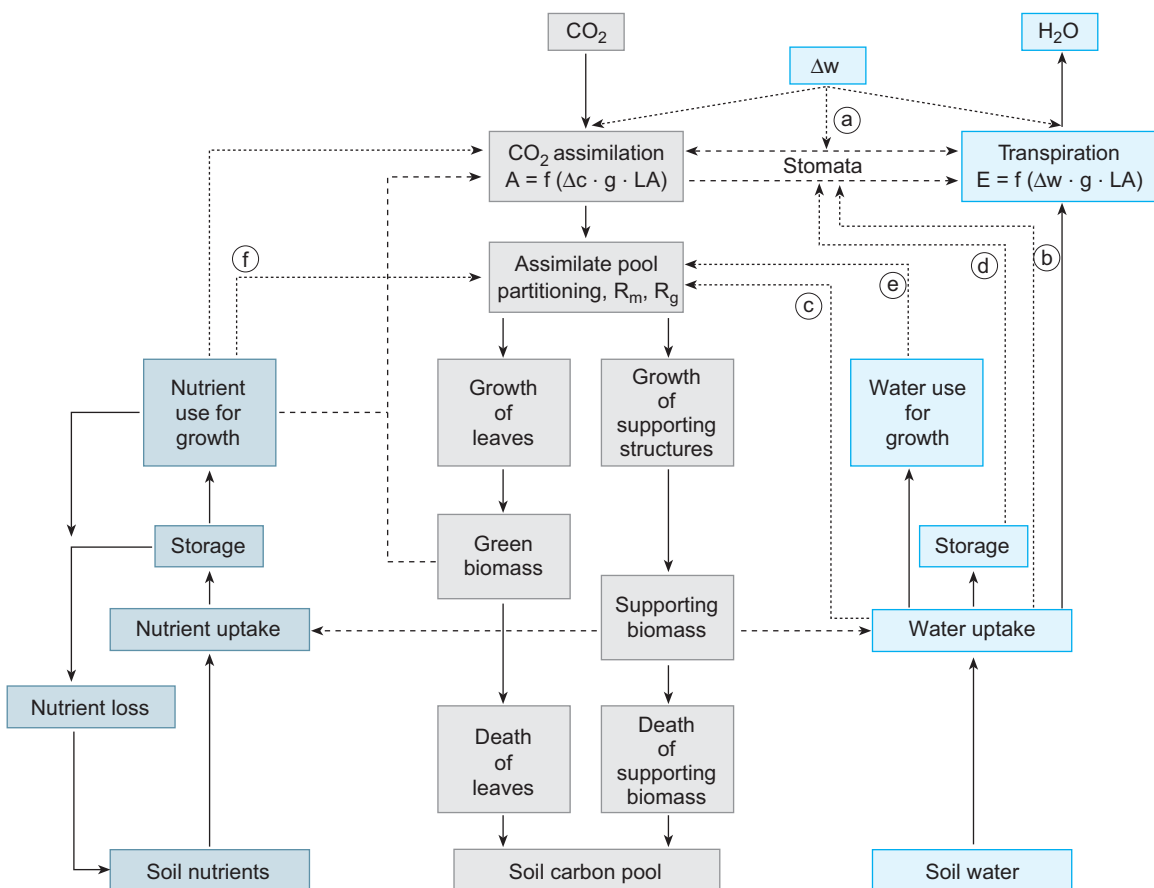 CO₂
H₂O
Δw
a
CO₂ assimilation
A = f (Δc · g · LA)
Stomata
Transpiration
E = f (Δw · g · LA)
f
Assimilate pool
partitioning, Rₘ, R_g
e
c
d
b
Nutrient
use for
growth
Growth
of
leaves
Growth
of
supporting
structures
Water use
for
growth
Storage
Green
biomass
Storage
Nutrient uptake
Supporting
biomass
Water uptake
Nutrient loss
Death
of
leaves
Death
of
supporting
biomass
Soil nutrients
Soil carbon pool
Soil water